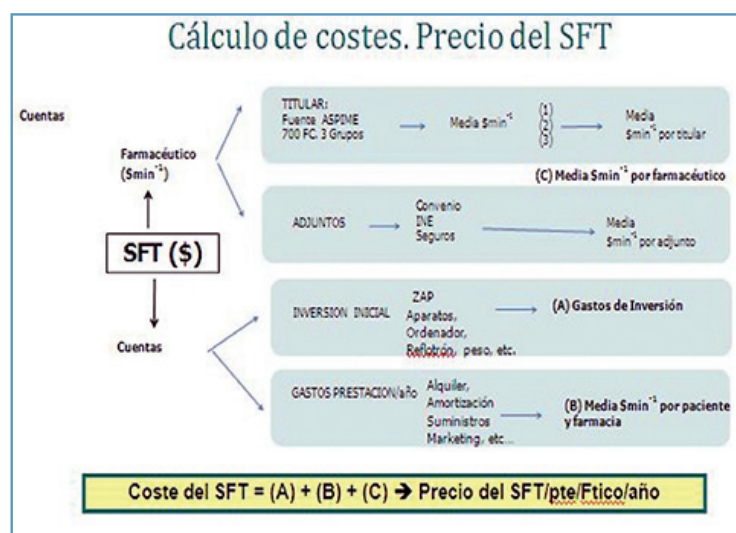 Cálculo de costes. Precio del SFT
Cuentas
Farmacéutico
($min⁻¹)
SFT ($)
Cuentas
TITULAR:
Fuente ASPIME
700 FC. 3 Grupos
Media $min⁻¹
(1)
(2)
(3)
Media
$min⁻¹ por titular
(C) Media $min⁻¹ por farmacéutico
ADJUNTOS
Convenio
INE
Seguros
Media
$min⁻¹ por adjunto
INVERSION INICIAL
ZAP
Aparatos,
Ordenador,
Reflotrón, peso, etc.
(A) Gastos de Inversión
GASTOS PRESTACION/año
Alquiler,
Amortización
Suministros
Marketing, etc...
(B) Media $min⁻¹ por paciente
y farmacia
Coste del SFT = (A) + (B) + (C) ➔ Precio del SFT/pte/Ftico/año